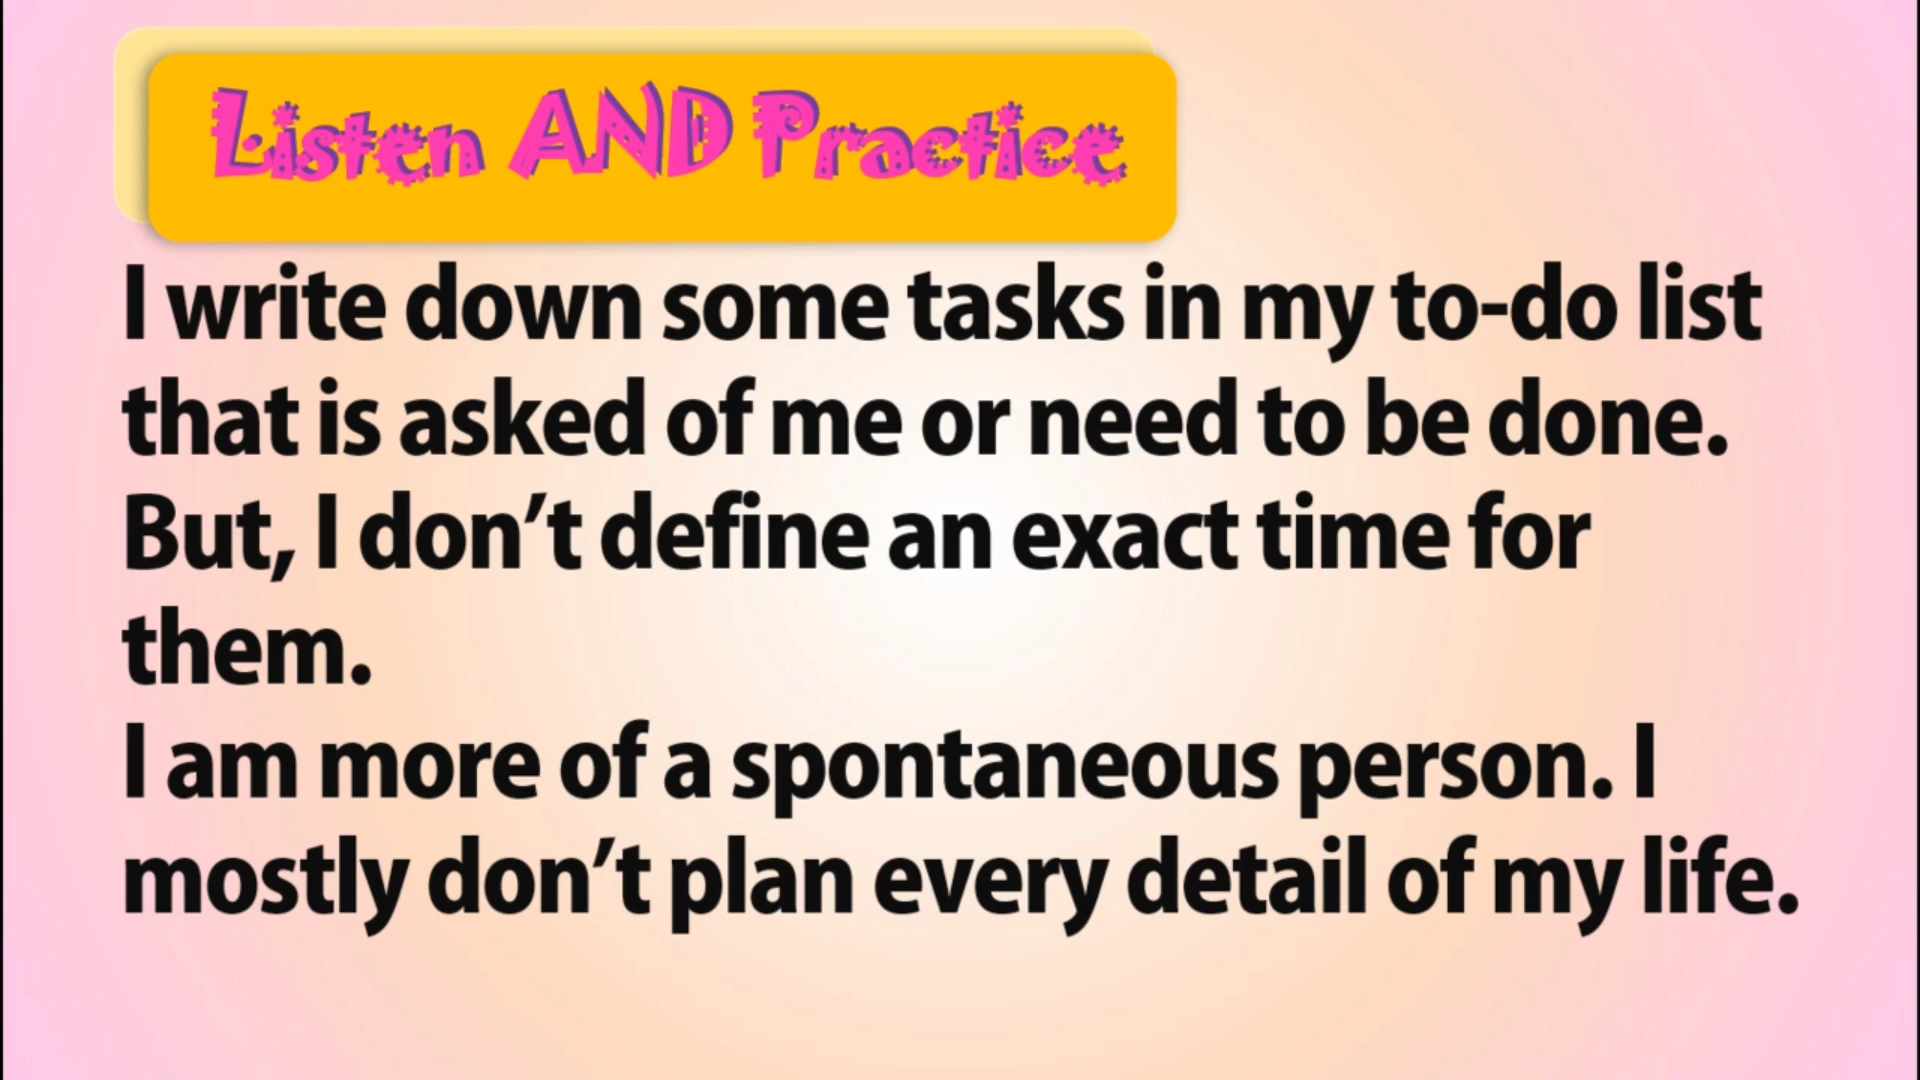 Listen AND Practice
I write down some tasks in my to-do list
that is asked of me or need to be done.
But, I don’t define an exact time for
them.
I am more of a spontaneous person. I
mostly don’t plan every detail of my life.